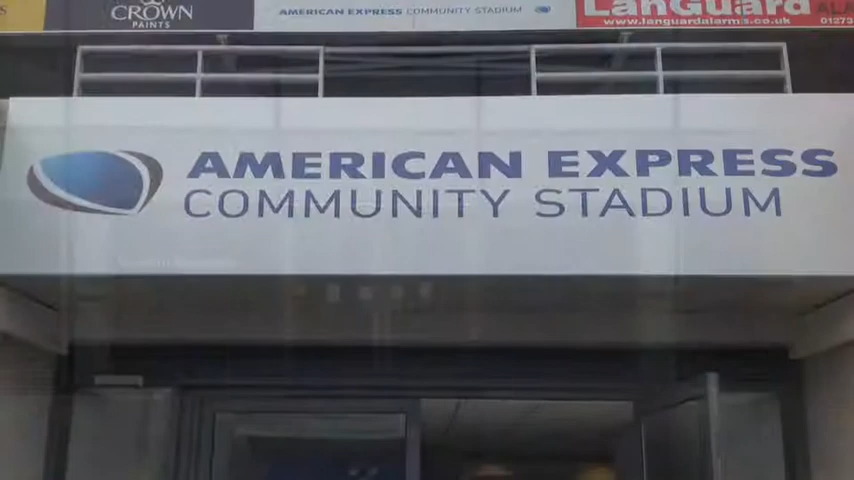 CROWN
PAINTS
AMERICAN EXPRESS COMMUNITY STADIUM
LANGUARD
www.languardalarms.co.uk
AMERICAN EXPRESS
COMMUNITY STADIUM